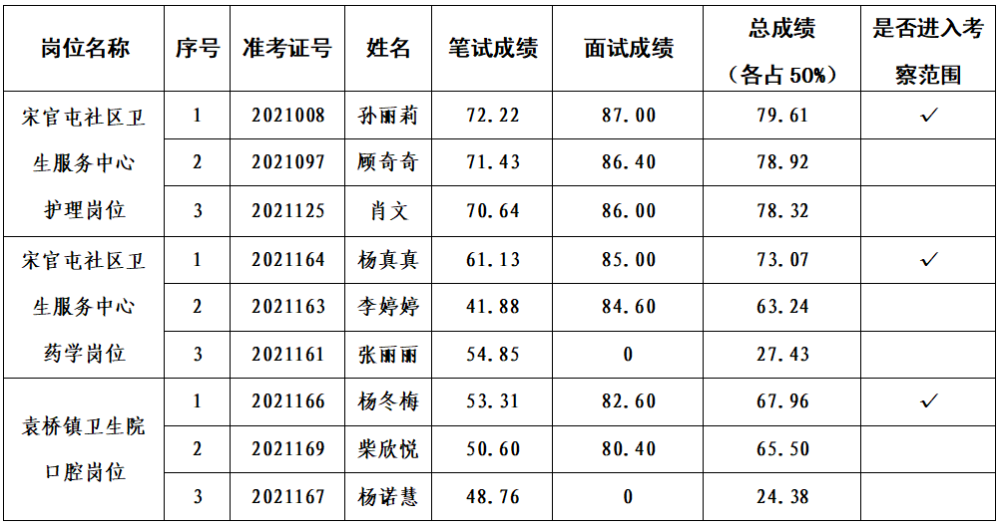 岗位名称 序号 准考证号 姓名 笔试成绩 面试成绩 总成绩（各占 50%） 是否进入考察范围
宋官屯社区卫生服务中心护理岗位 1 2021008 孙丽莉 72.22 87.00 79.61 √
2 2021097 顾奇奇 71.43 86.40 78.92
3 2021125 肖文 70.64 86.00 78.32
宋官屯社区卫生服务中心药学岗位 1 2021164 杨真真 61.13 85.00 73.07 √
2 2021163 李婷婷 41.88 84.60 63.24
3 2021161 张丽丽 54.85 0 27.43
袁桥镇卫生院口腔岗位 1 2021166 杨冬梅 53.31 82.60 67.96 √
2 2021169 柴欣悦 50.60 80.40 65.50
3 2021167 杨诺慧 48.76 0 24.38